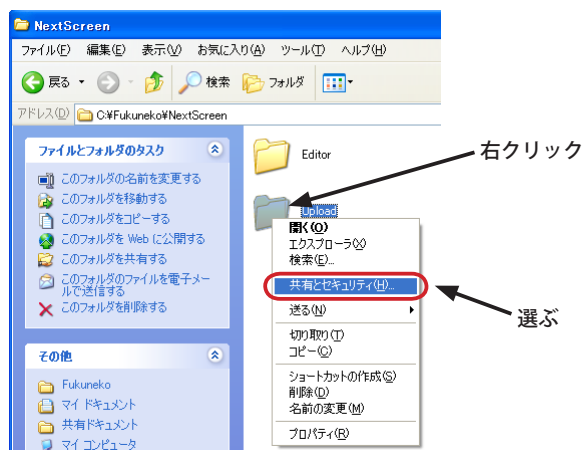 NextScreen
ファイル(F) 編集(E) 表示(V) お気に入り(A) ツール(T) ヘルプ(H)
戻る 検索 フォルダ
アドレス(D) C:¥Fukuneko¥NextScreen
ファイルとフォルダのタスク
このフォルダの名前を変更する
このフォルダを移動する
このフォルダをコピーする
このフォルダを Web に公開する
このフォルダを共有する
このフォルダのファイルを電子メー
ルで送信する
このフォルダを削除する
その他
Fukuneko
マイ ドキュメント
共有ドキュメント
マイ コンピュータ
Editor
Upload
開く(O)
エクスプローラ(X)
検索(E)...
共有とセキュリティ(H)...
送る(N)
切り取り(T)
コピー(C)
ショートカットの作成(S)
削除(D)
名前の変更(M)
プロパティ(R)
右クリック
選ぶ